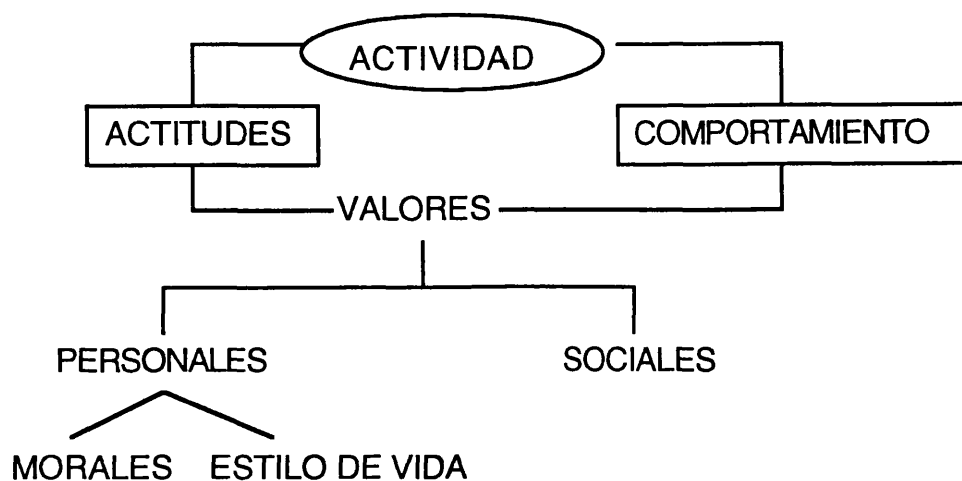 ACTIVIDAD
ACTITUDES
COMPORTAMIENTO
VALORES
PERSONALES
SOCIALES
MORALES
ESTILO DE VIDA